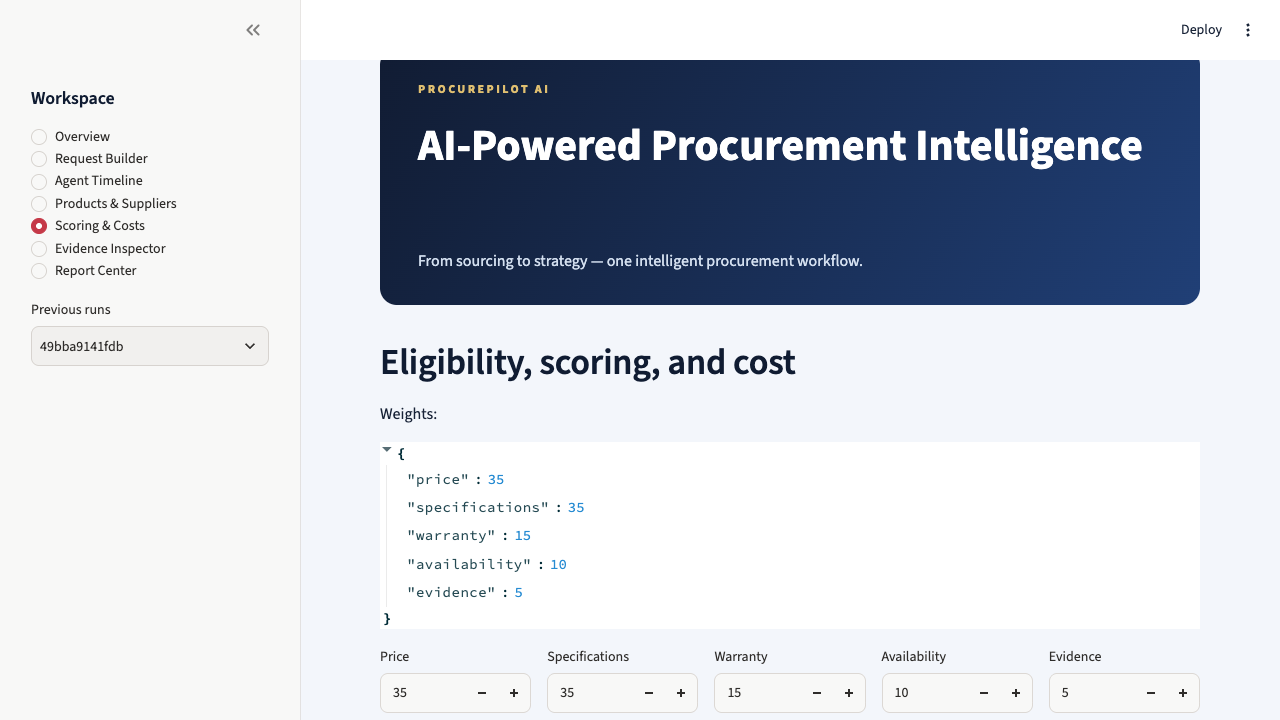 Deploy
Workspace
Overview
Request Builder
Agent Timeline
Products & Suppliers
Scoring & Costs
Evidence Inspector
Report Center
Previous runs
49bba9141fdb
PROCUREPILOT AI
AI-Powered Procurement Intelligence
From sourcing to strategy — one intelligent procurement workflow.
Eligibility, scoring, and cost
Weights:
{
"price" : 35
"specifications" : 35
"warranty" : 15
"availability" : 10
"evidence" : 5
}
Price Specifications Warranty Availability Evidence
35 35 15 10 5